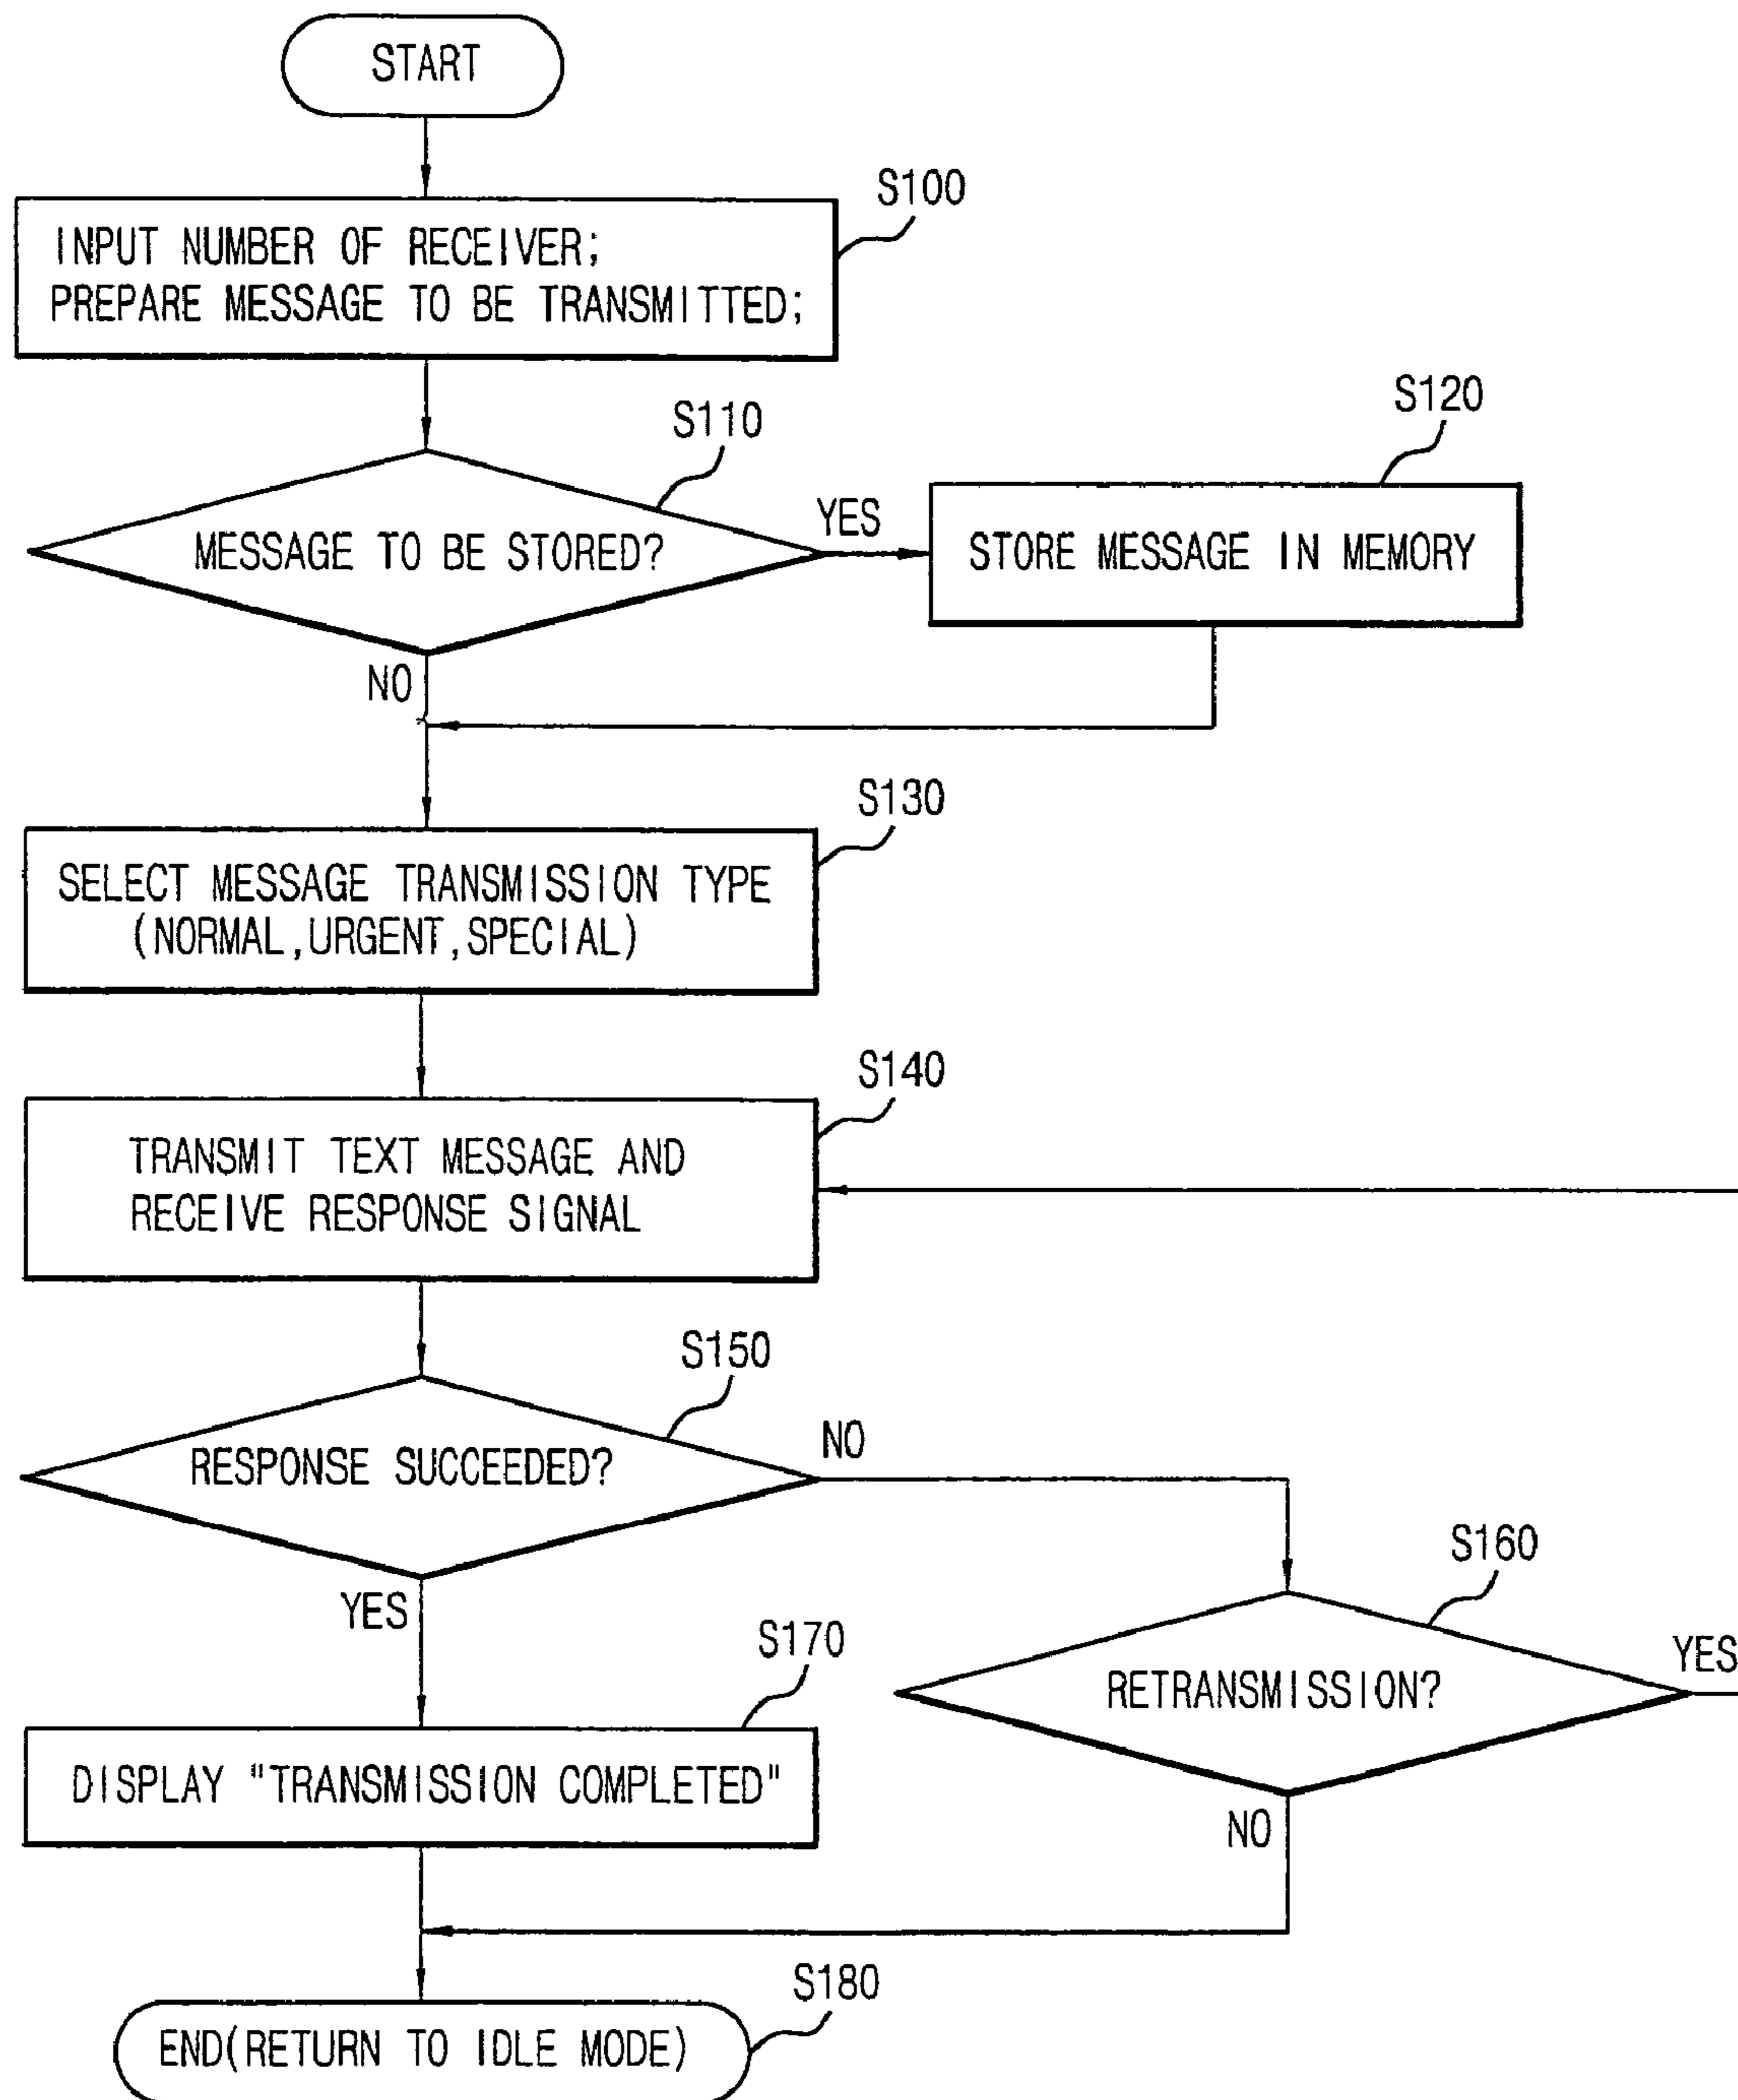 START
S100
INPUT NUMBER OF RECEIVER;
PREPARE MESSAGE TO BE TRANSMITTED;
S110
S120
MESSAGE TO BE STORED?
YES
STORE MESSAGE IN MEMORY
NO
S130
SELECT MESSAGE TRANSMISSION TYPE
(NORMAL,URGENT,SPECIAL)
S140
TRANSMIT TEXT MESSAGE AND
RECEIVE RESPONSE SIGNAL
S150
RESPONSE SUCCEEDED?
NO
S160
YES
S170
RETRANSMISSION?
YES
DISPLAY "TRANSMISSION COMPLETED"
NO
S180
END(RETURN TO IDLE MODE)